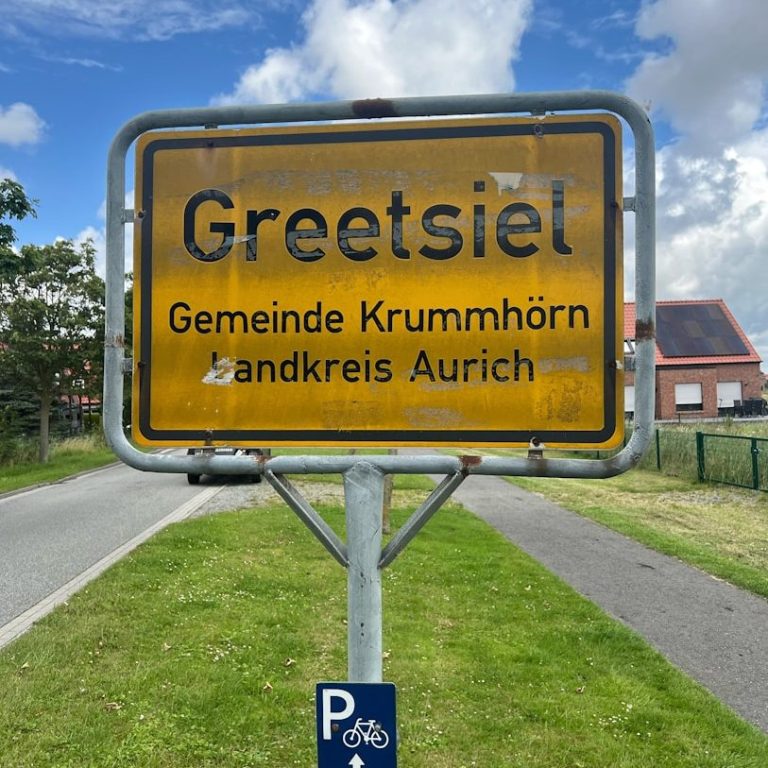 Greetsiel
Gemeinde Krummhörn
Landkreis Aurich
P